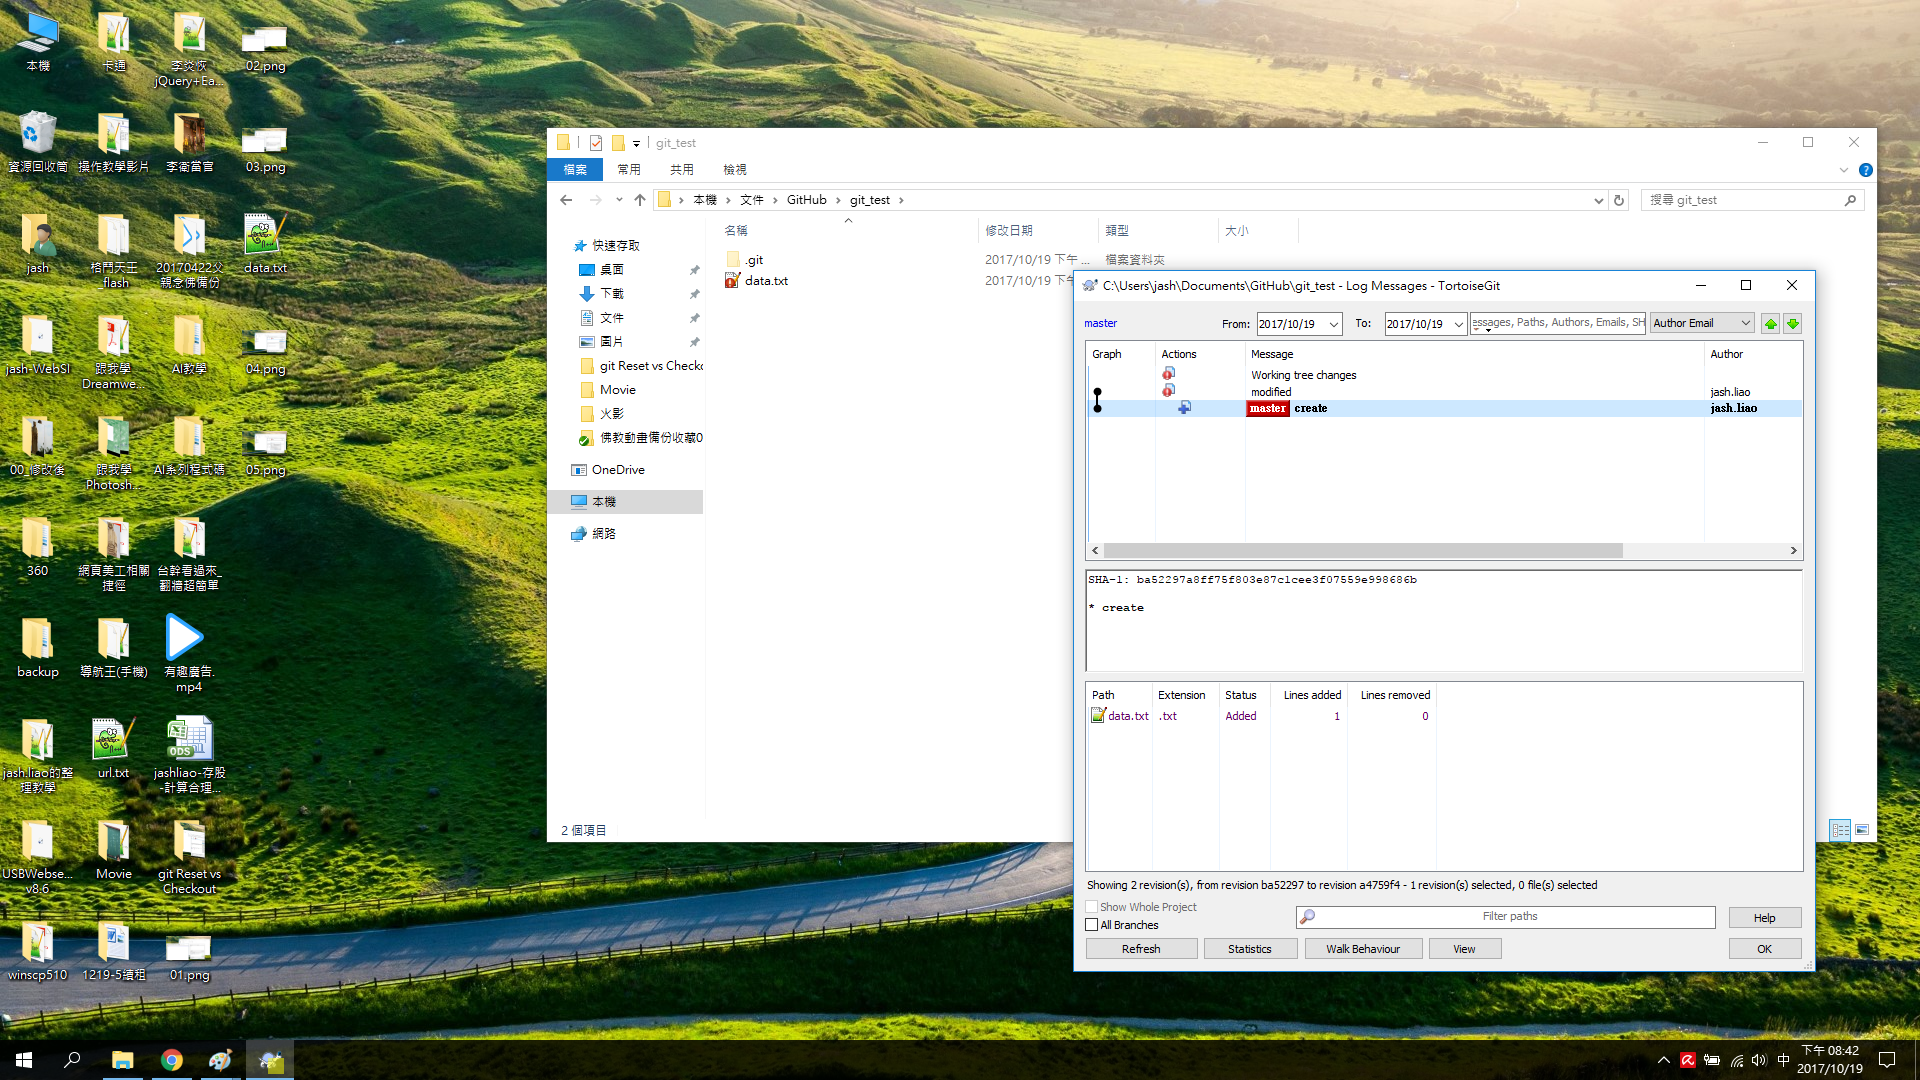 本機
卡通
李炎恢
jQuery+Ea...
02.png
資源回收筒
操作教學影片
李衛當官
03.png
jash
格鬥天王
_flash
20170422父
親念佛備份
data.txt
jash-WebSI
跟我學
Dreamwe...
AI教學
04.png
00_修改後
跟我學
Photosh...
AI系列程式碼
05.png
360
網頁美工相關
捷徑
台幹看過來_
翻牆超簡單
backup
導航王(手機)
有趣廣告.
mp4
jash.liao的整
理教學
url.txt
ODS
jashliao-存股
-計算合理...
USBWebse...
v8.6
Movie
git Reset vs
Checkout
winscp510
1219-5續租
01.png
git_test
檔案
常用
共用
檢視
本機 > 文件 > GitHub > git_test >
搜尋 git_test
名稱
修改日期
類型
大小
快速存取
桌面
下載
文件
圖片
git Reset vs Checko
Movie
火影
佛教動畫備份收藏0
OneDrive
本機
網路
.git
2017/10/19 下午 ...
檔案資料夾
data.txt
2017/10/19 下午
2 個項目
C:\Users\jash\Documents\GitHub\git_test - Log Messages - TortoiseGit
master
From: 2017/10/19
To: 2017/10/19
essages, Paths, Authors, Emails, SH
Author Email
Graph
Actions
Message
Author
Working tree changes
modified
jash.liao
master create
jash.liao
SHA-1: ba52297a8ff75f803e87c1cee3f07559e998686b
* create
Path
Extension
Status
Lines added
Lines removed
data.txt
.txt
Added
1
0
Showing 2 revision(s), from revision ba52297 to revision a4759f4 - 1 revision(s) selected, 0 file(s) selected
Show Whole Project
All Branches
Filter paths
Help
Refresh
Statistics
Walk Behaviour
View
OK
中
下午 08:42
2017/10/19